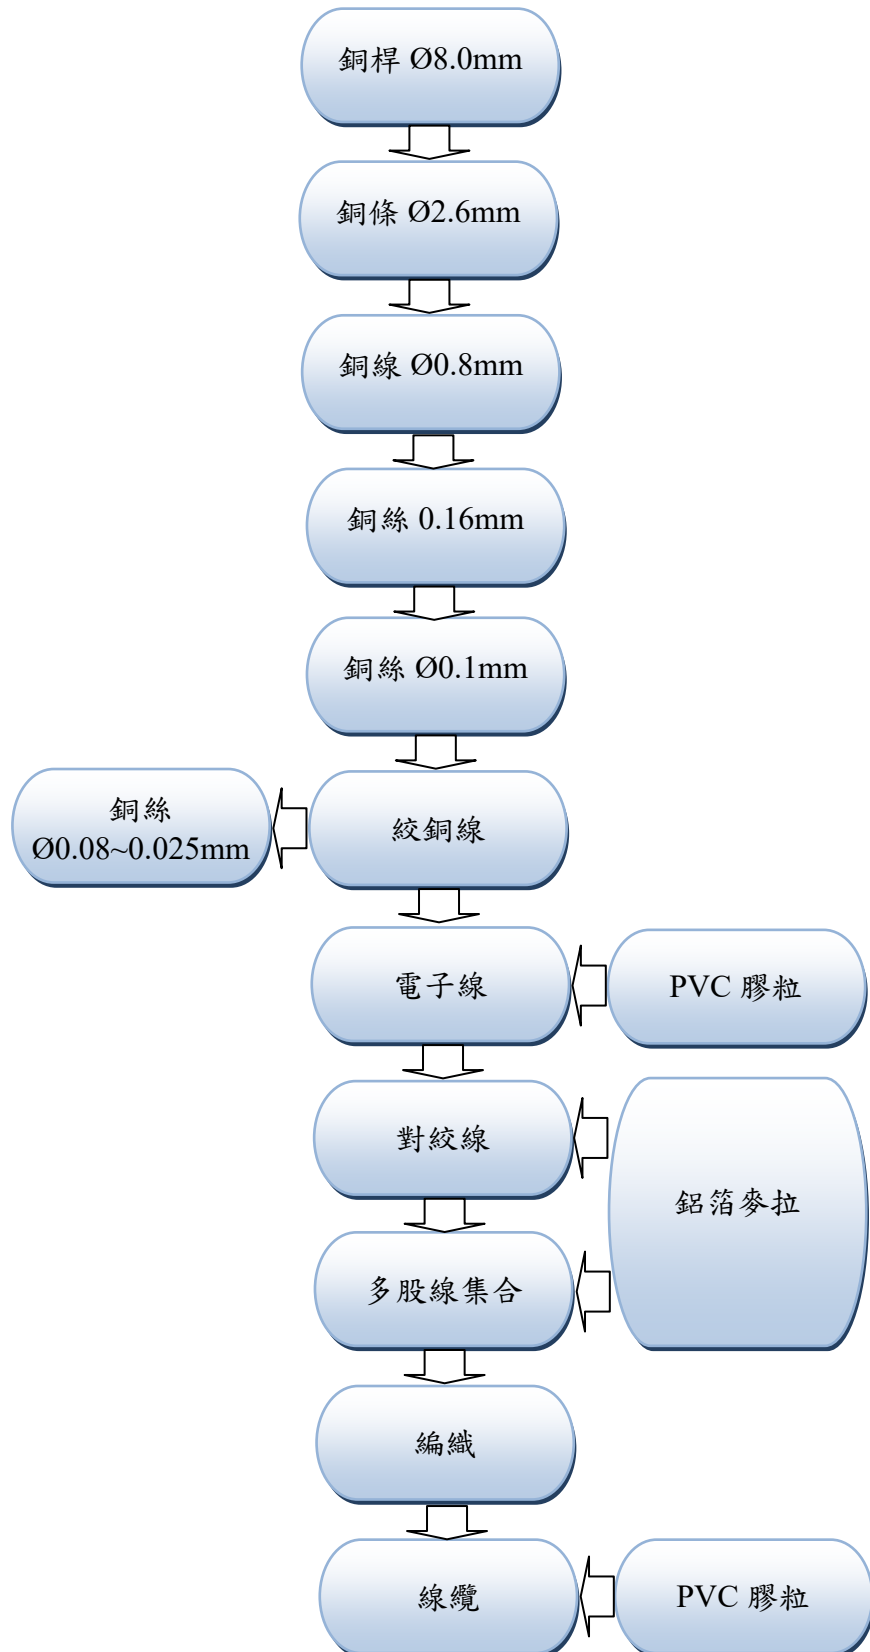 銅桿 Ø8.0mm
銅條 Ø2.6mm
銅線 Ø0.8mm
銅絲 0.16mm
銅絲 Ø0.1mm
銅絲
Ø0.08~0.025mm
絞銅線
電子線
PVC 膠粒
對絞線
鋁箔麥拉
多股線集合
編織
線纜
PVC 膠粒